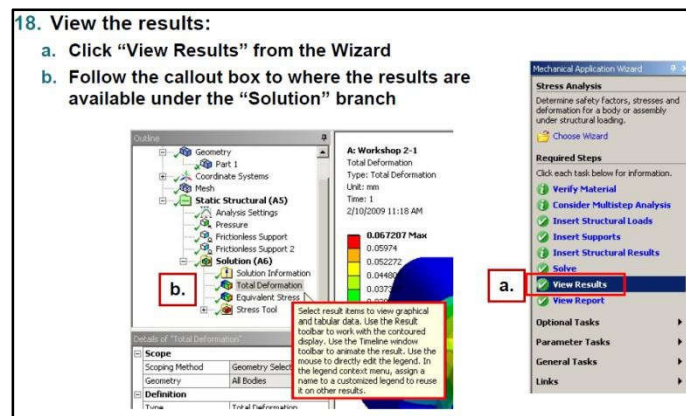 18. View the results:
a. Click “View Results” from the Wizard
b. Follow the callout box to where the results are
available under the “Solution” branch
Outline
Geometry
Part 1
Coordinate Systems
Mesh
Static Structural (A5)
Analysis Settings
Pressure
Frictionless Support
Frictionless Support 2
Solution (A6)
Solution Information
Total Deformation
Equivalent Stress
Stress Tool
b.
Details of "Total Deformation"
Scope
Scoping Method Geometry Select
Geometry All Bodies
Definition
Type Total Deformation
A: Workshop 2-1
Total Deformation
Type: Total Deformation
Unit: mm
Time: 1
2/10/2009 11:18 AM
0.067207 Max
0.05974
0.052272
0.04480
0.0373
Select result items to view graphical
and tabular data. Use the Result
toolbar to work with the contoured
display. Use the Timeline window
toolbar to animate the result. Use the
mouse to directly edit the legend. In
the legend context menu, assign a
name to a customized legend to reuse
it on other results.
Mechanical Application Wizard
Stress Analysis
Determine safety factors, stresses and
deformation for a body or assembly
under structural loading.
Choose Wizard
Required Steps
Click each task below for information.
Verify Material
Consider Multistep Analysis
Insert Structural Loads
Insert Supports
Insert Structural Results
Solve
a.
View Results
View Report
Optional Tasks
Parameter Tasks
General Tasks
Links